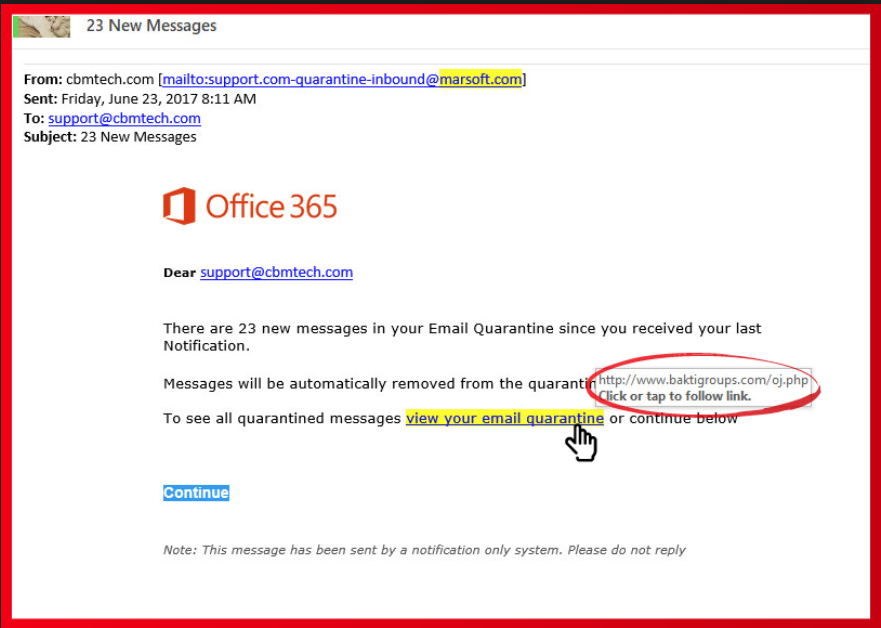 23 New Messages
From: cbmtech.com [mailto:support.com-quarantine-inbound@marsoft.com]
Sent: Friday, June 23, 2017 8:11 AM
To: support@cbmtech.com
Subject: 23 New Messages
Office 365
Dear support@cbmtech.com
There are 23 new messages in your Email Quarantine since you received your last
Notification.
Messages will be automatically removed from the
http://www.baktigroups.com/oj.php
Click or tap to follow link.
To see all quarantined messages view your email quarantine or continue below
Continue
Note: This message has been sent by a notification only system. Please do not reply